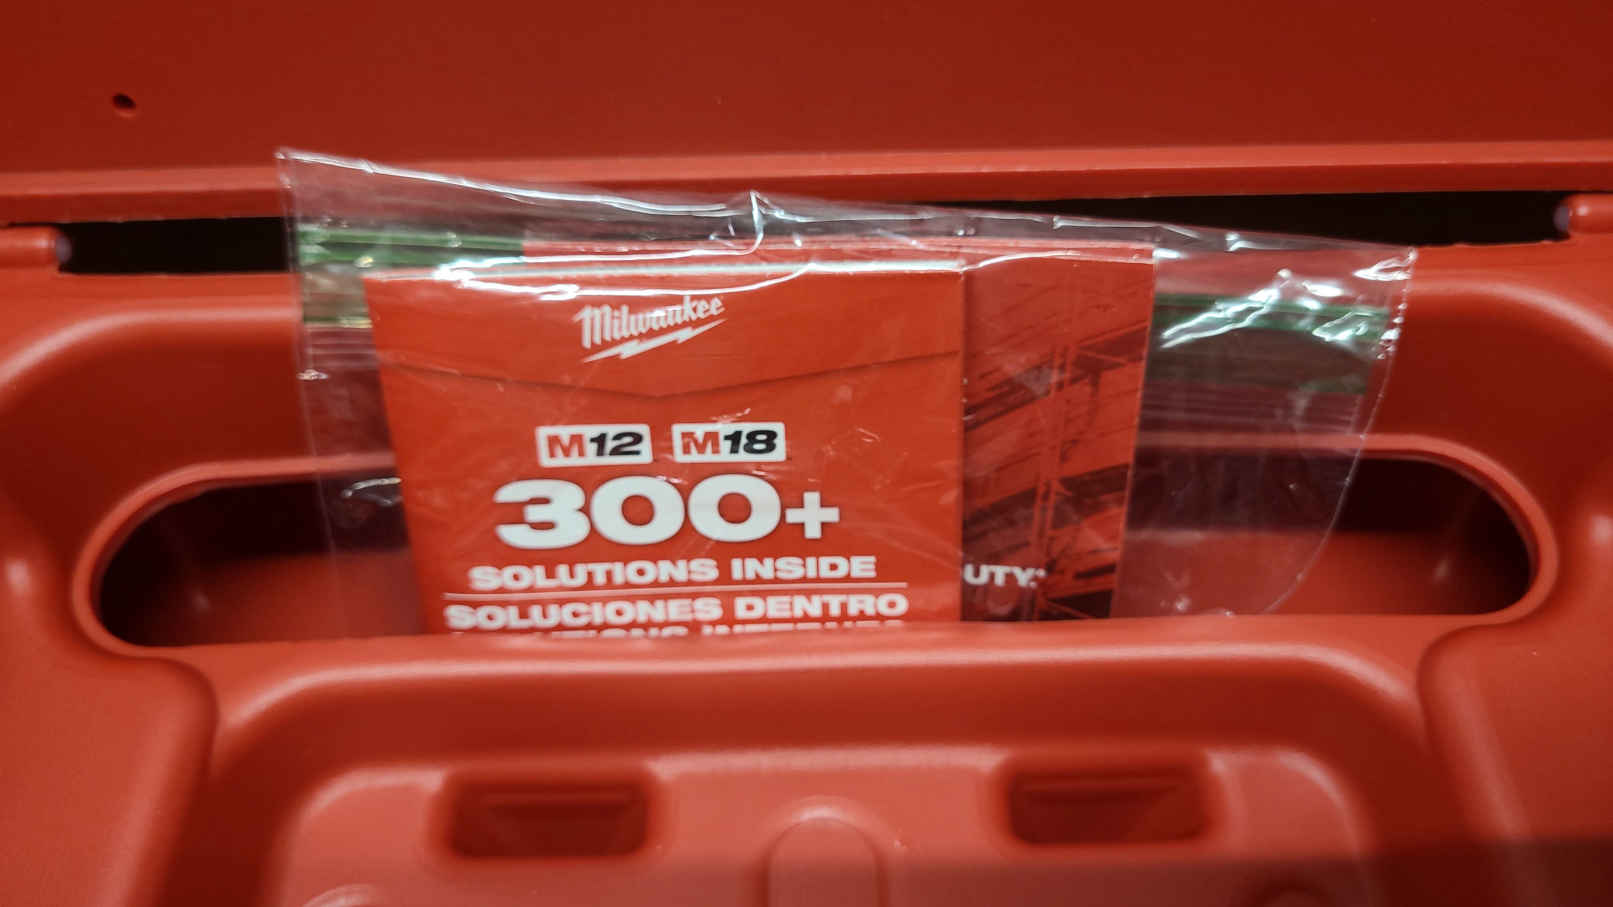 Milwaukee
M12 M18
300+
SOLUTIONS INSIDE
SOLUCIONES DENTRO
UTY.